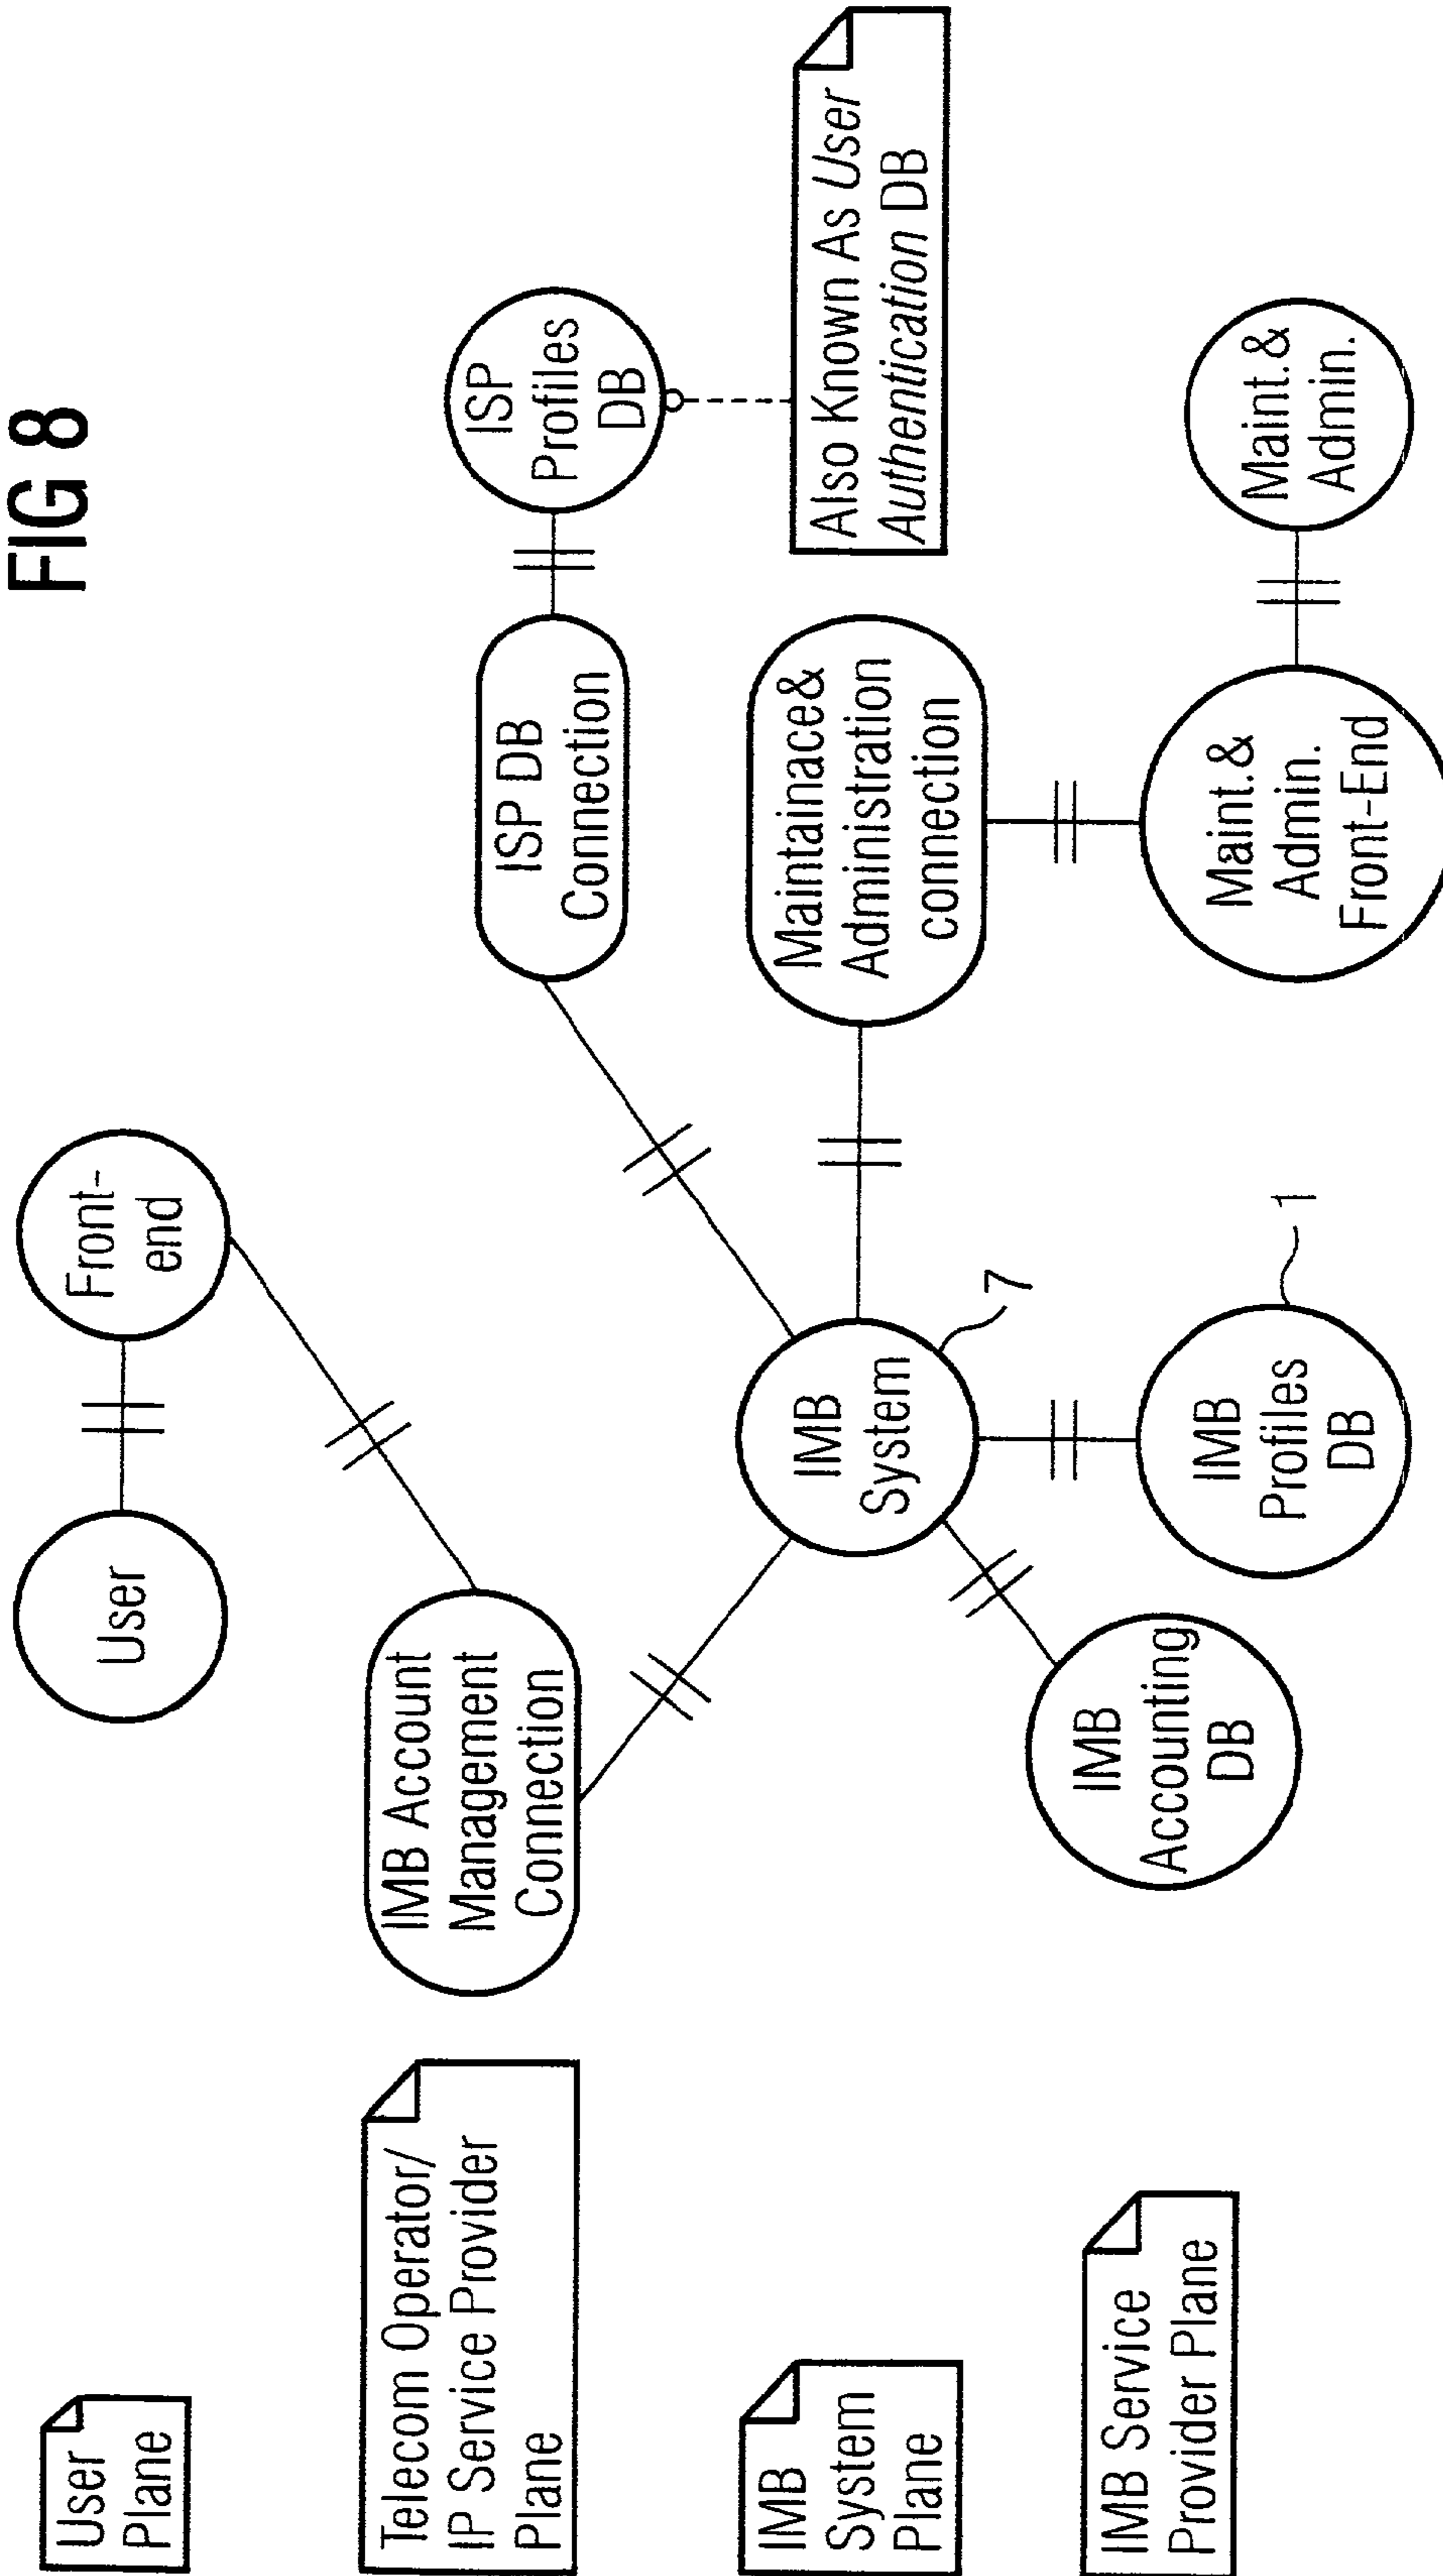 FIG 8
User
Plane
User
Front-
end
Telecom Operator/
IP Service Provider
Plane
IMB Account
Management
Connection
ISP DB
Connection
ISP
Profiles
DB
IMB
System
Plane
IMB
System
7
Maintainace&
Administration
connection
Also Known As User
Authentication DB
IMB Service
Provider Plane
IMB
Accounting
DB
IMB
Profiles
DB
1
Maint.&
Admin.
Front-End
Maint.&
Admin.